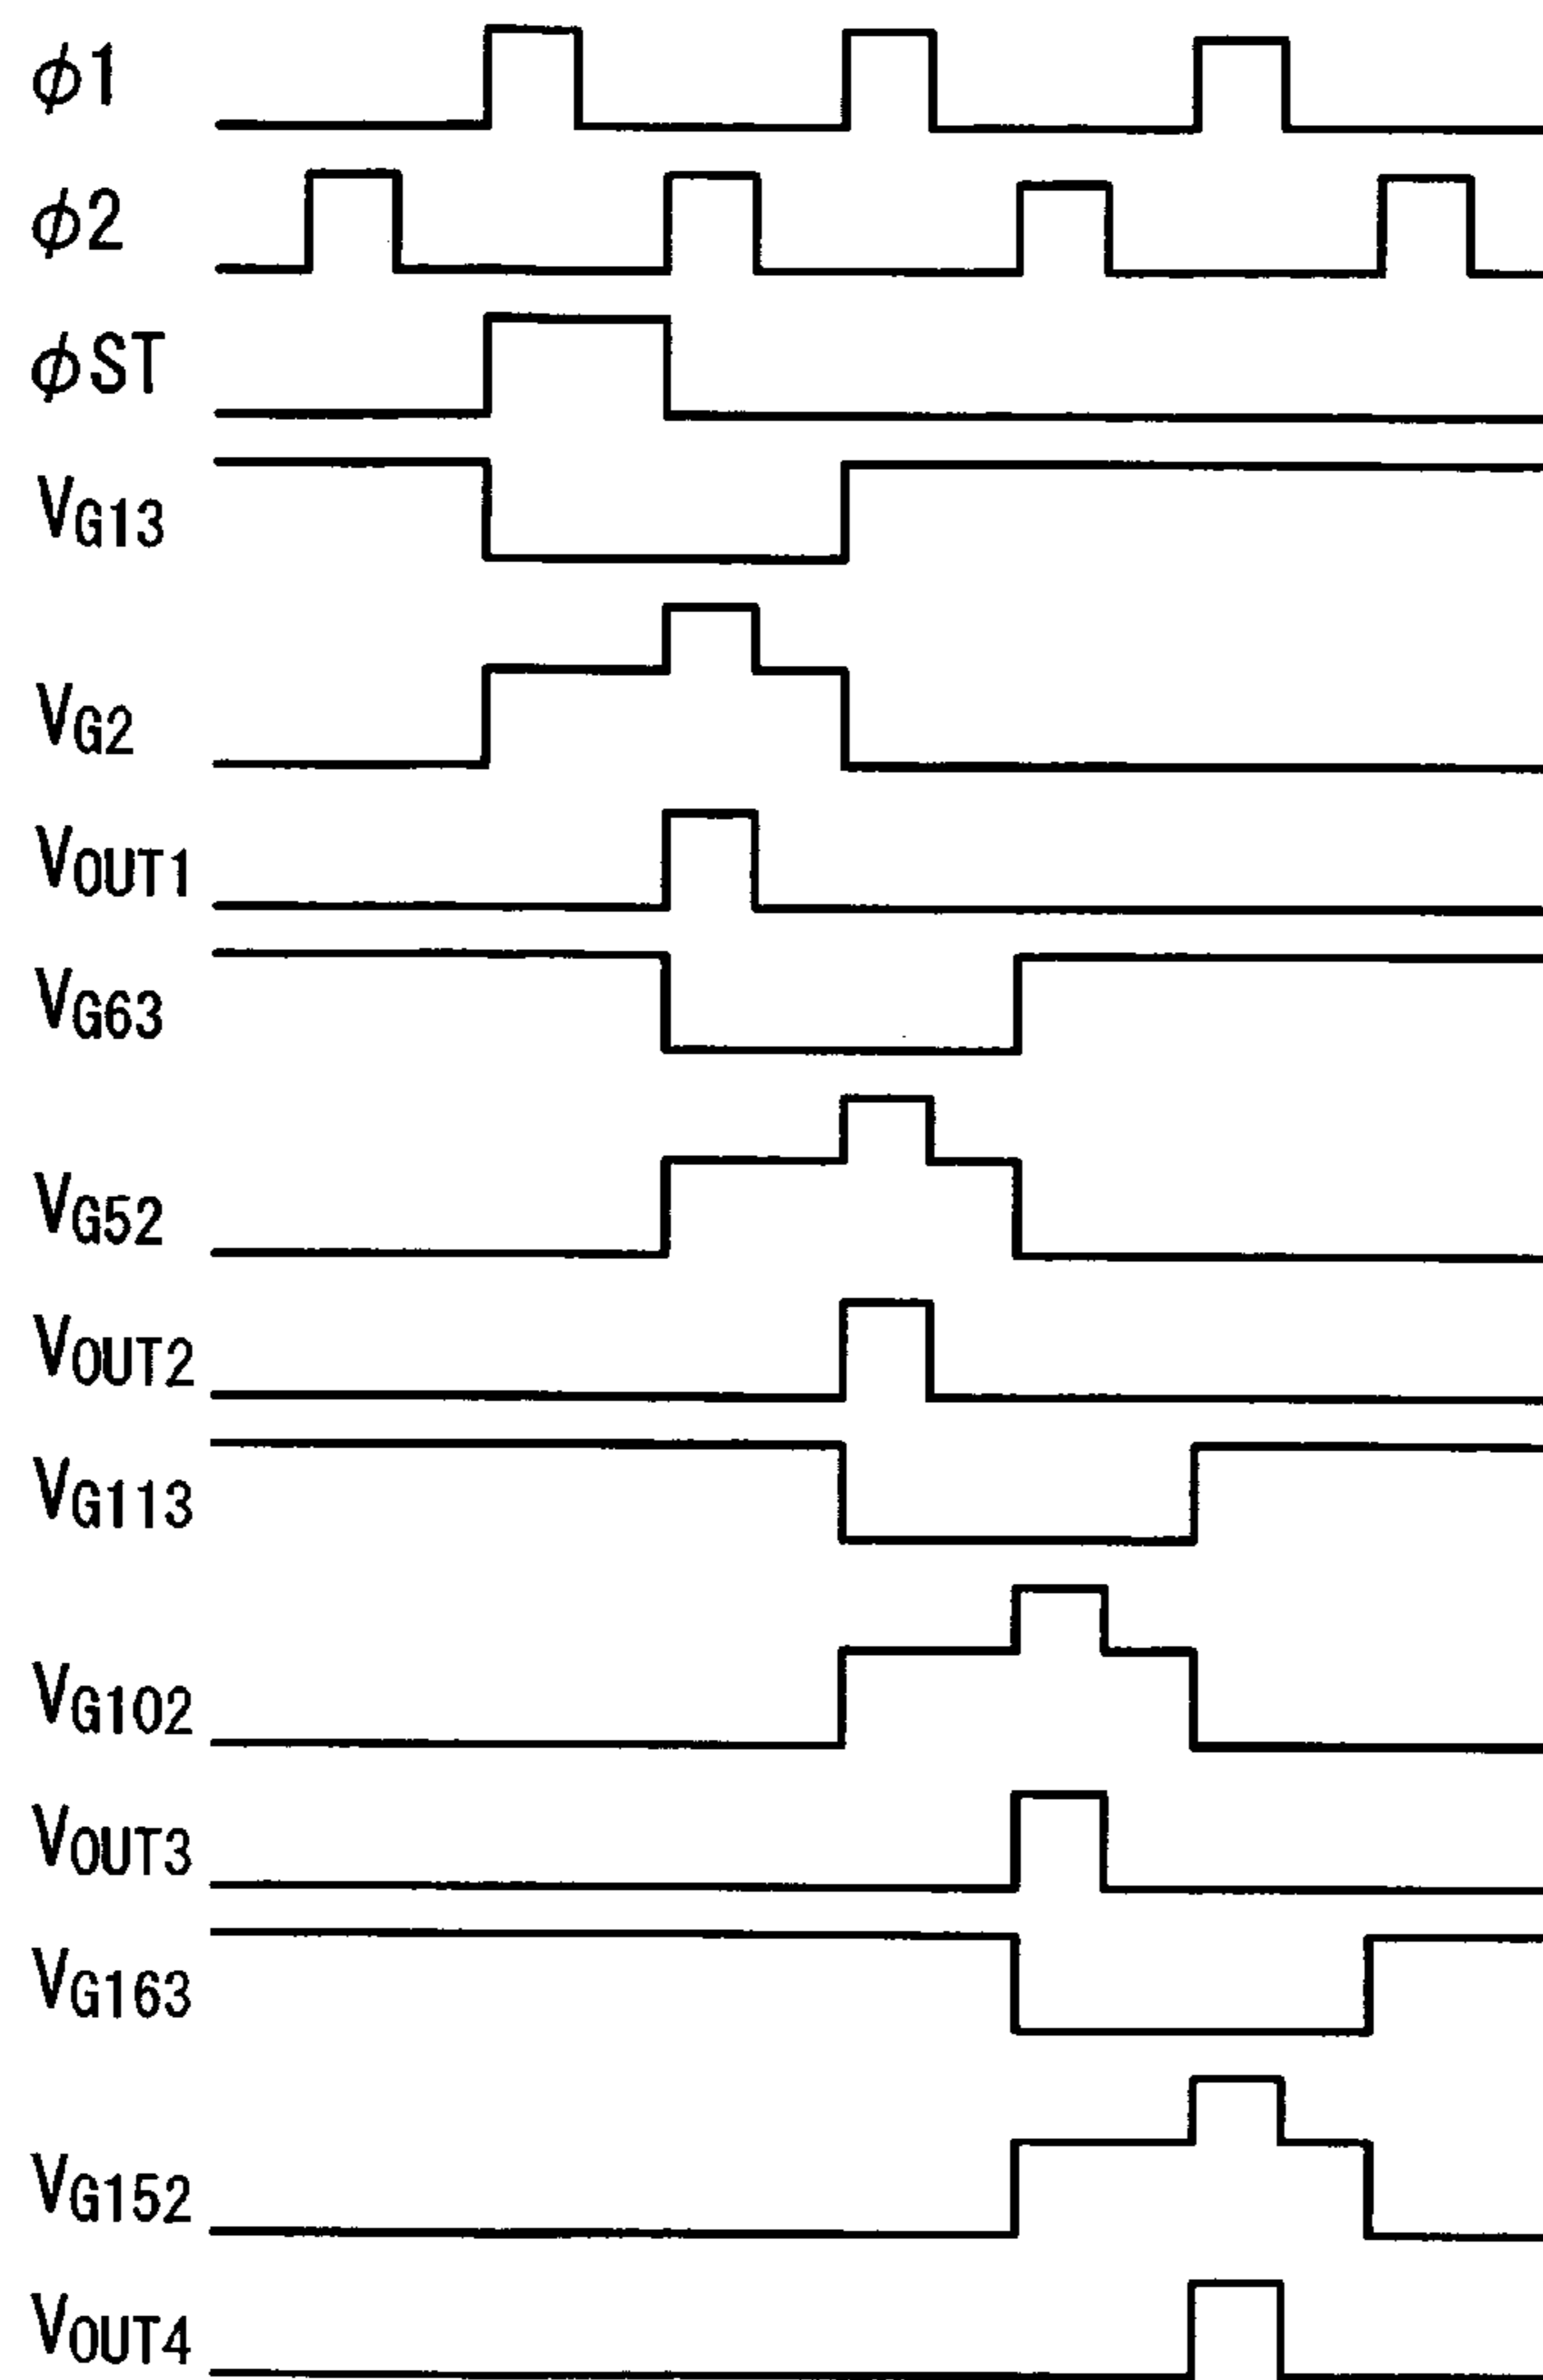 ϕ1
ϕ2
ϕST
VG13
VG2
VOUT1
VG63
VG52
VOUT2
VG113
VG102
VOUT3
VG163
VG152
VOUT4